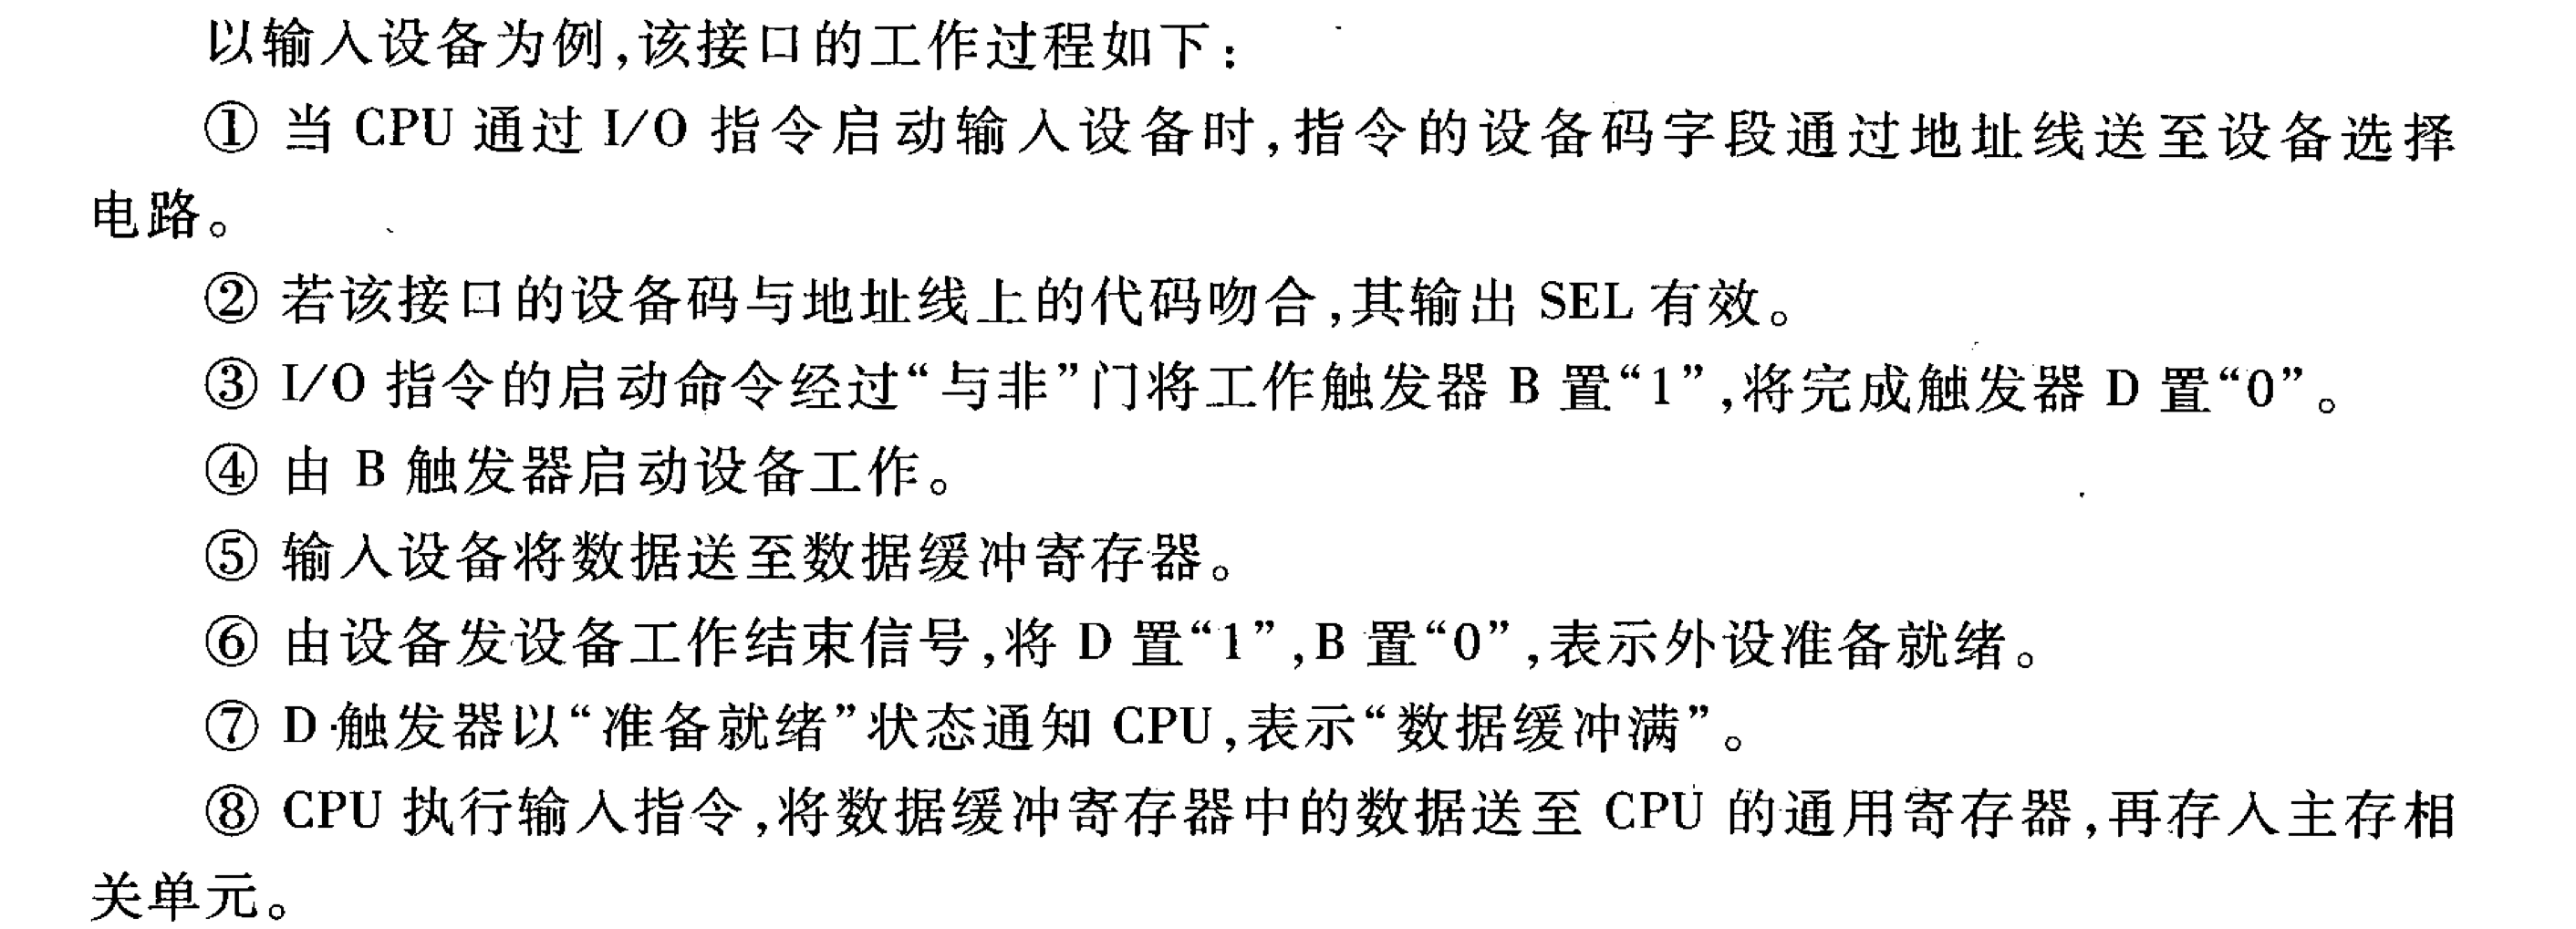 以输入设备为例,该接口的工作过程如下:
① 当 CPU 通过 I/O 指令启动输入设备时,指令的设备码字段通过地址线送至设备选择
电路。
② 若该接口的设备码与地址线上的代码吻合,其输出 SEL 有效。
③ I/O 指令的启动命令经过“与非”门将工作触发器 B 置“1”,将完成触发器 D 置“0”。
④ 由 B 触发器启动设备工作。
⑤ 输入设备将数据送至数据缓冲寄存器。
⑥ 由设备发设备工作结束信号,将 D 置“1”,B 置“0”,表示外设准备就绪。
⑦ D 触发器以“准备就绪”状态通知 CPU,表示“数据缓冲满”。
⑧ CPU 执行输入指令,将数据缓冲寄存器中的数据送至 CPU 的通用寄存器,再存入主存相
关单元。